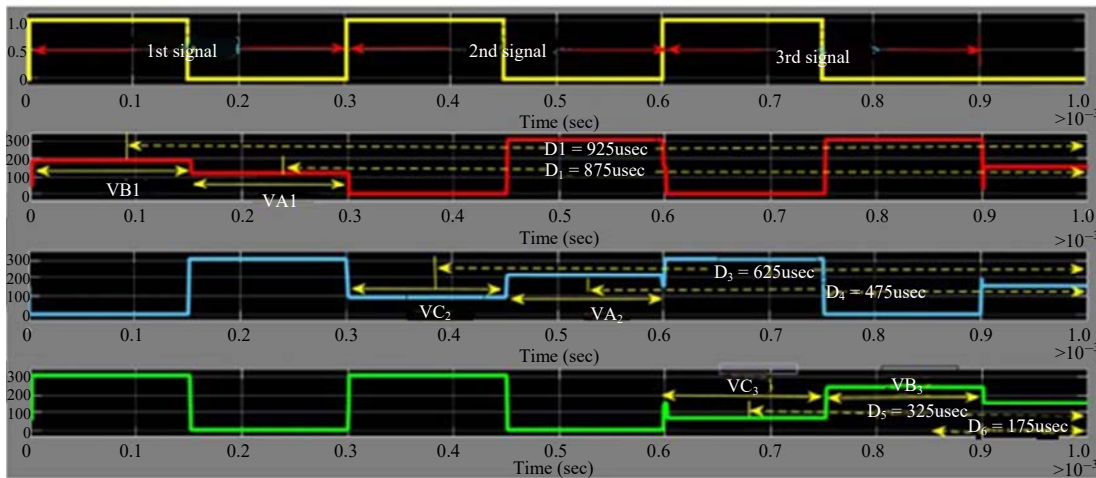 1.0
0.5
0
1st signal
2nd signal
3rd signal
0 0.1 0.2 0.3 0.4 0.5 0.6 0.7 0.8 0.9 1.0
Time (sec)
>10⁻³
300
200
100
0
D1 = 925usec
D₁ = 875usec
VB1
VA1
0 0.1 0.2 0.3 0.4 0.5 0.6 0.7 0.8 0.9 1.0
Time (sec)
>10⁻³
300
200
100
0
D₃ = 625usec
D₄ = 475usec
VC₂
VA₂
0 0.1 0.2 0.3 0.4 0.5 0.6 0.7 0.8 0.9 1.0
Time (sec)
>10⁻³
300
200
100
0
VC₃
VB₃
D₅ = 325usec
D₆ = 175usec
0 0.1 0.2 0.3 0.4 0.5 0.6 0.7 0.8 0.9 1.0
Time (sec)
>10⁻³